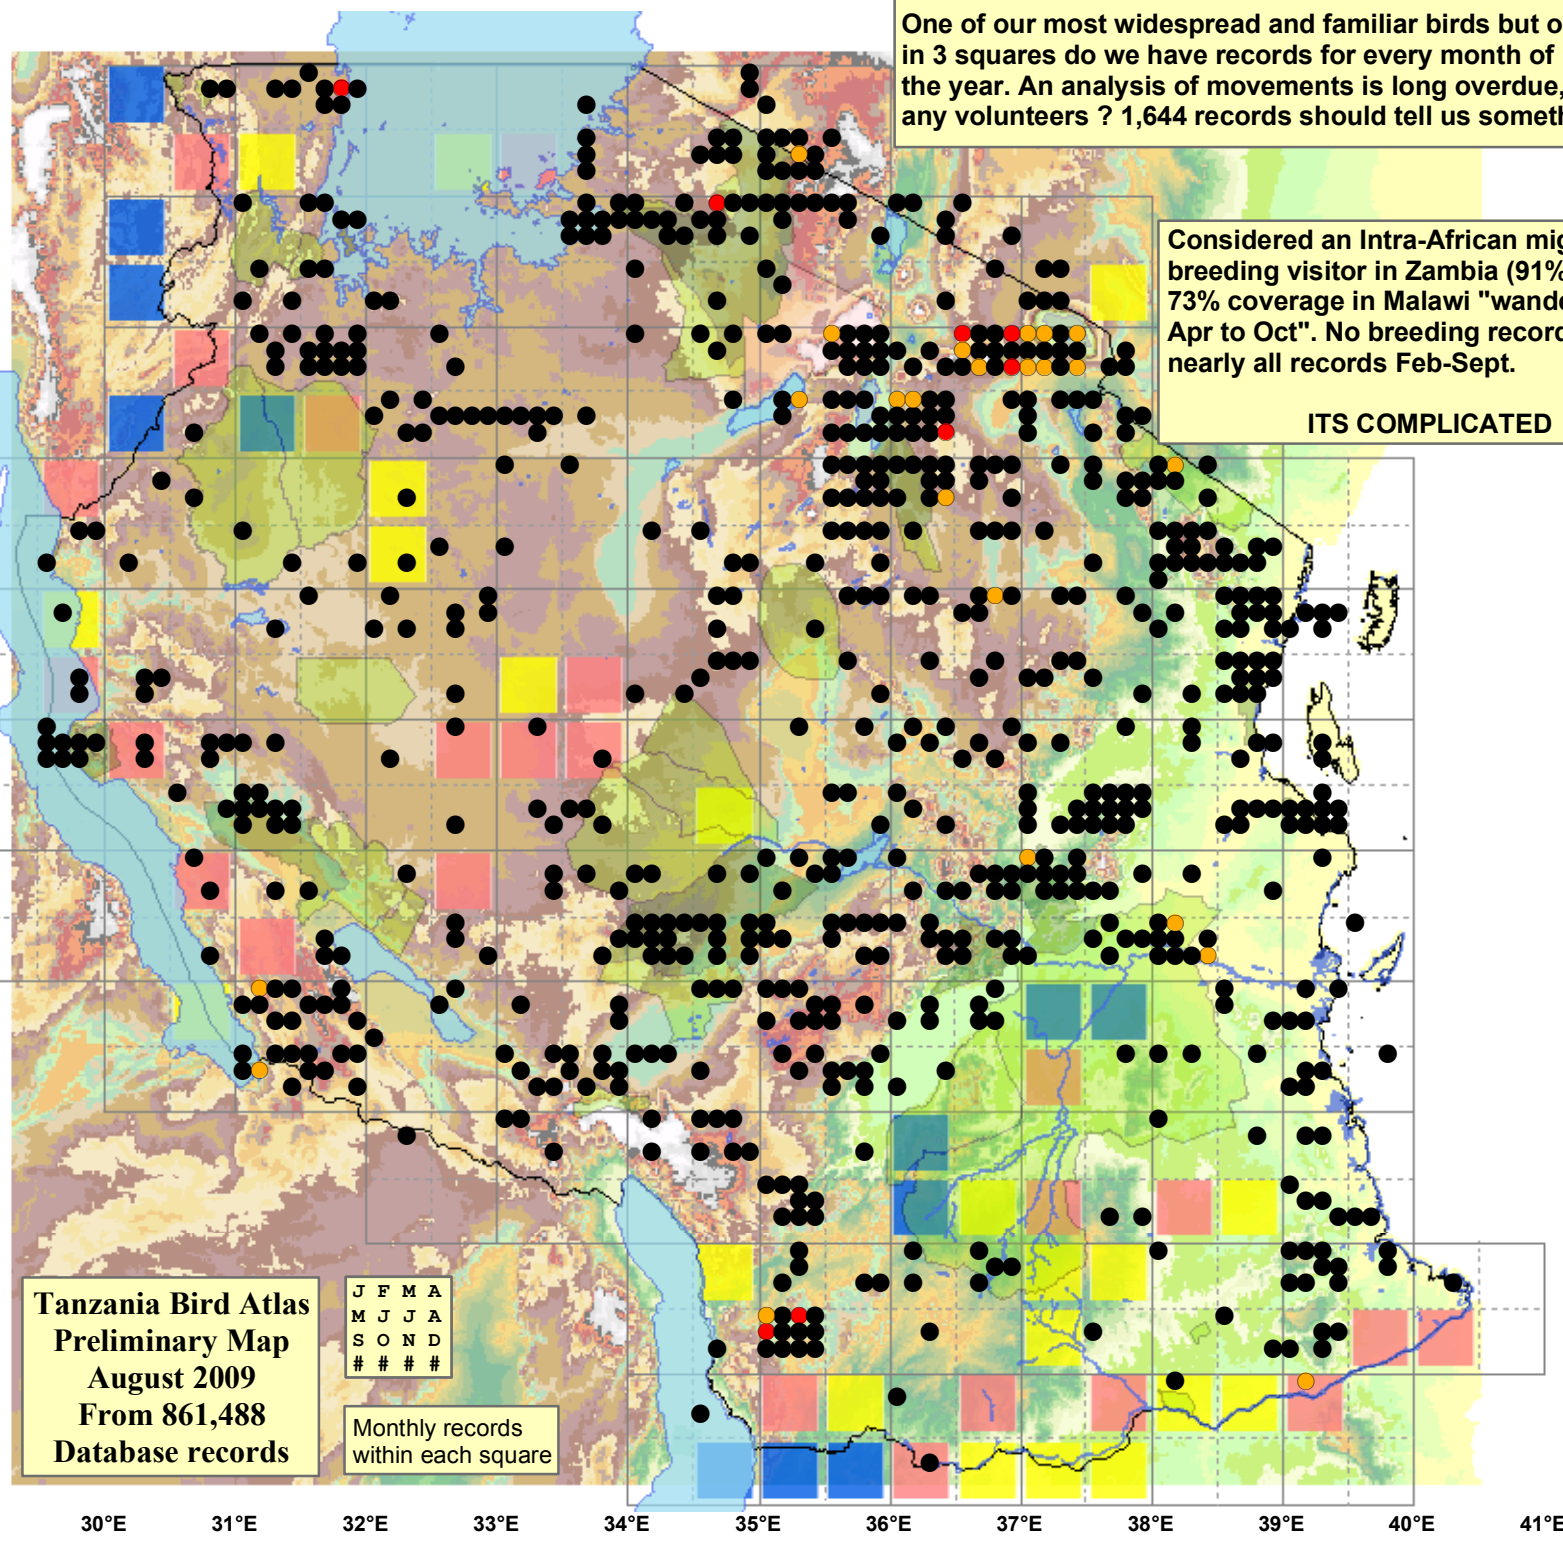 One of our most widespread and familiar birds but o
in 3 squares do we have records for every month of
the year. An analysis of movements is long overdue,
any volunteers ? 1,644 records should tell us someth
Considered an Intra-African mig
breeding visitor in Zambia (91%
73% coverage in Malawi "wande
Apr to Oct". No breeding record
nearly all records Feb-Sept.
ITS COMPLICATED
Tanzania Bird Atlas
Preliminary Map
August 2009
From 861,488
Database records
J F M A
M J J A
S O N D
# # # #
Monthly records
within each square
30°E 31°E 32°E 33°E 34°E 35°E 36°E 37°E 38°E 39°E 40°E 41°E